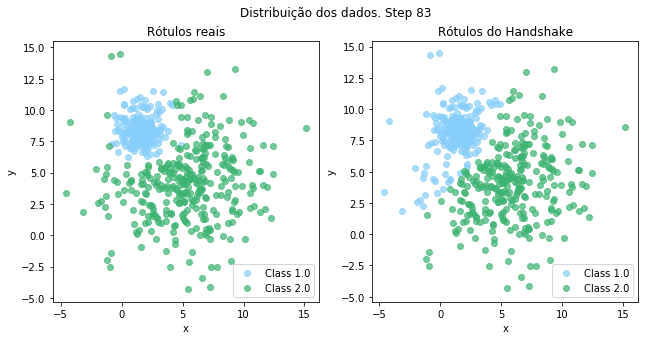 Distribuição dos dados. Step 83
Rótulos reais
15.0
12.5
10.0
7.5
5.0
2.5
0.0
−2.5
−5.0
y
−5
0
5
10
15
x
Class 1.0
Class 2.0
Rótulos do Handshake
15.0
12.5
10.0
7.5
5.0
2.5
0.0
−2.5
−5.0
y
−5
0
5
10
15
x
Class 1.0
Class 2.0